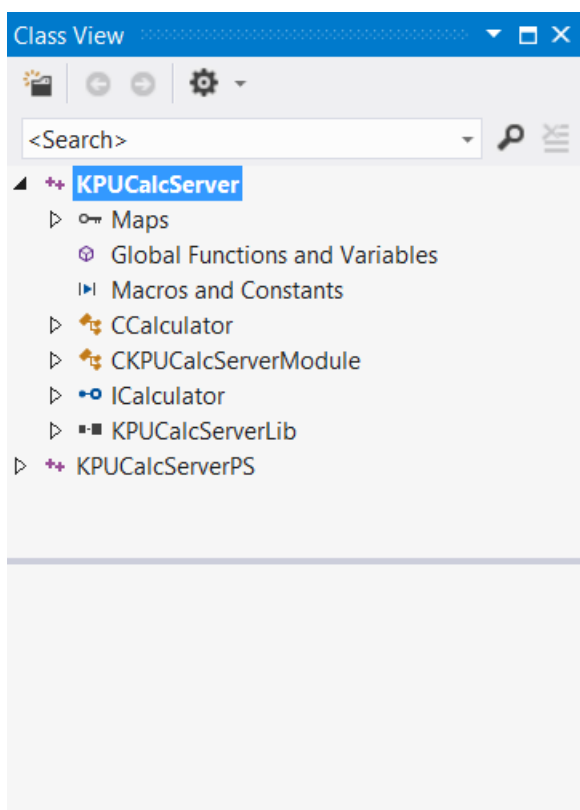 Class View
<Search>
KPUCalcServer
Maps
Global Functions and Variables
Macros and Constants
CCalculator
CKPUCalcServerModule
ICalculator
KPUCalcServerLib
KPUCalcServerPS